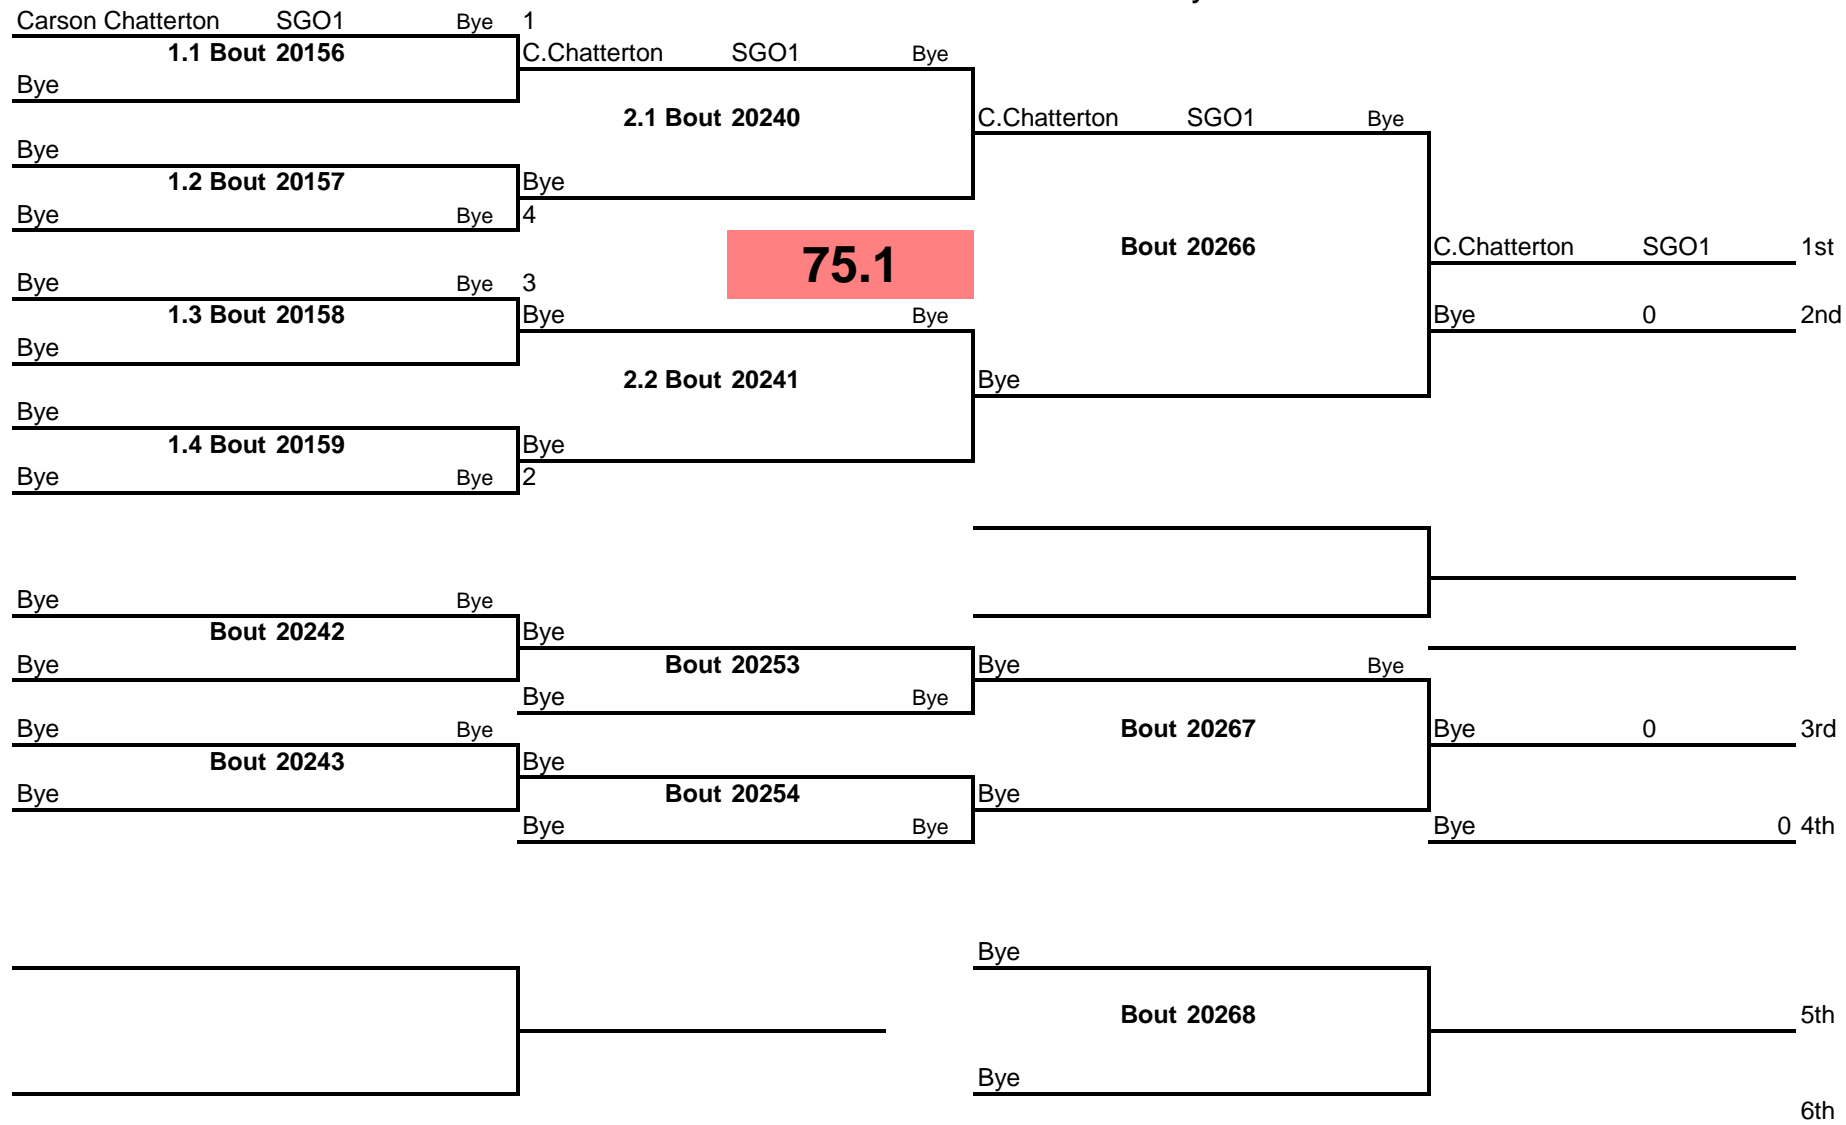 y
Carson Chatterton SGO1 Bye 1
1.1 Bout 20156 C.Chatterton SGO1 Bye
Bye
2.1 Bout 20240 C.Chatterton SGO1 Bye
Bye
1.2 Bout 20157 Bye
Bye Bye 4
75.1 Bout 20266 C.Chatterton SGO1 1st
Bye Bye 3
1.3 Bout 20158 Bye Bye Bye 0 2nd
Bye
2.2 Bout 20241 Bye
Bye
1.4 Bout 20159 Bye
Bye Bye 2
Bye Bye
Bout 20242 Bye
Bye Bout 20253 Bye Bye
Bye Bye
Bye Bye Bout 20267 Bye 0 3rd
Bout 20243 Bye
Bye Bout 20254 Bye
Bye Bye Bye 0 4th
Bye
Bout 20268 5th
Bye
6th